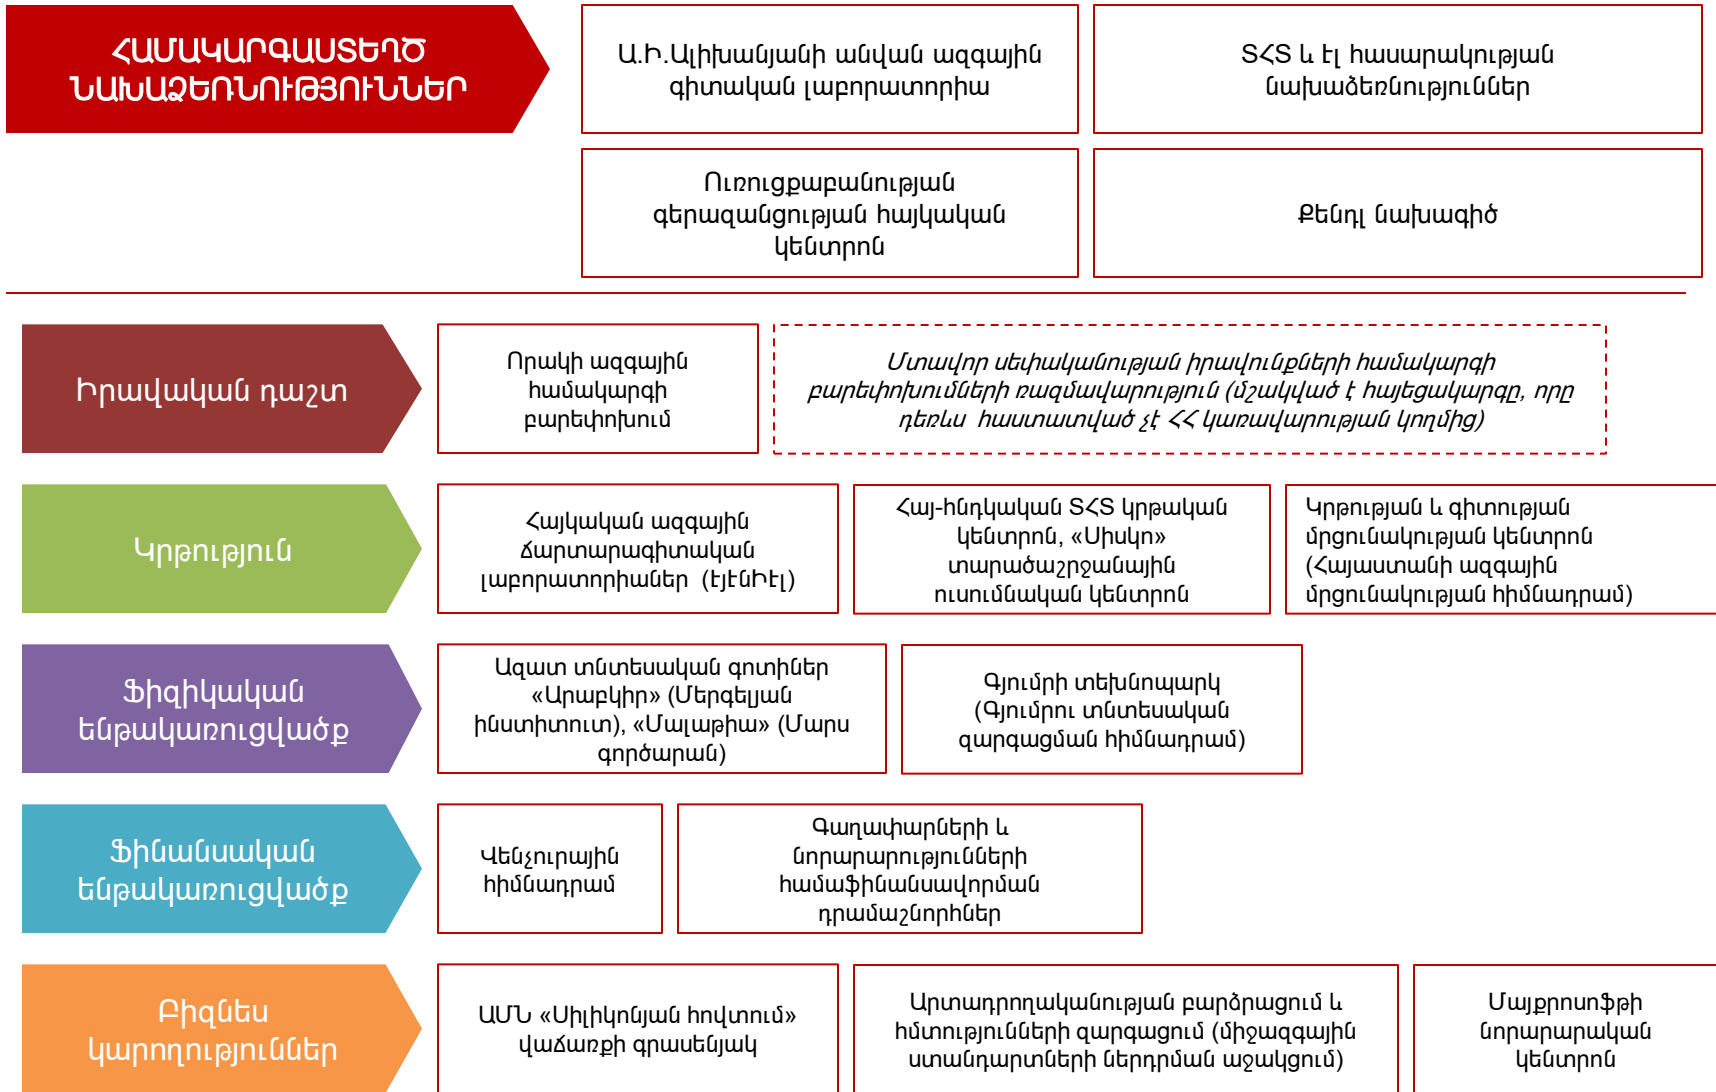 ՀԱՄԱԿԱՐԳԱՍՏԵՂԾ
ՆԱԽԱՁԵՌՆՈՒԹՅՈՒՆՆԵՐ
Ա.Ի.Ալիխանյանի անվան ազգային
գիտական լաբորատորիա
ՏՀՏ և էլ հասարակության
նախաձեռնություններ
Ուռուցքաբանության
գերազանցության հայկական
կենտրոն
Քենդլ նախագիծ
Իրավական դաշտ
Որակի ազգային
համակարգի
բարեփոխում
Մտավոր սեփականության իրավունքների համակարգի
բարեփոխումների ռազմավարություն (մշակված է հայեցակարգը, որը
դեռևս  հաստատված չէ ՀՀ կառավարության կողմից)
Կրթություն
Հայկական ազգային
ճարտարագիտական
լաբորատորիաներ  (էյէնԻէլ)
Հայ-հնդկական ՏՀՏ կրթական
կենտրոն, «Սիսկո»
տարածաշրջանային
ուսումնական կենտրոն
Կրթության և գիտության
մրցունակության կենտրոն
(Հայաստանի ազգային
մրցունակության հիմնադրամ)
Ֆիզիկական
ենթակառուցվածք
Ազատ տնտեսական գոտիներ
«Արաբկիր» (Մերգելյան
ինստիտուտ), «Մալաթիա» (Մարս
գործարան)
Գյումրի տեխնոպարկ
(Գյումրու տնտեսական
զարգացման հիմնադրամ)
Ֆինանսական
ենթակառուցվածք
Վենչուրային
հիմնադրամ
Գաղափարների և
նորարարությունների
համաֆինանսավորման
դրամաշնորհներ
Բիզնես
կարողություններ
ԱՄՆ «Սիլիկոնյան հովտում»
վաճառքի գրասենյակ
Արտադրողականության բարձրացում և
հմտությունների զարգացում (միջազգային
ստանդարտների ներդրման աջակցում)
Մայքրոսոֆթի
նորարարական
կենտրոն